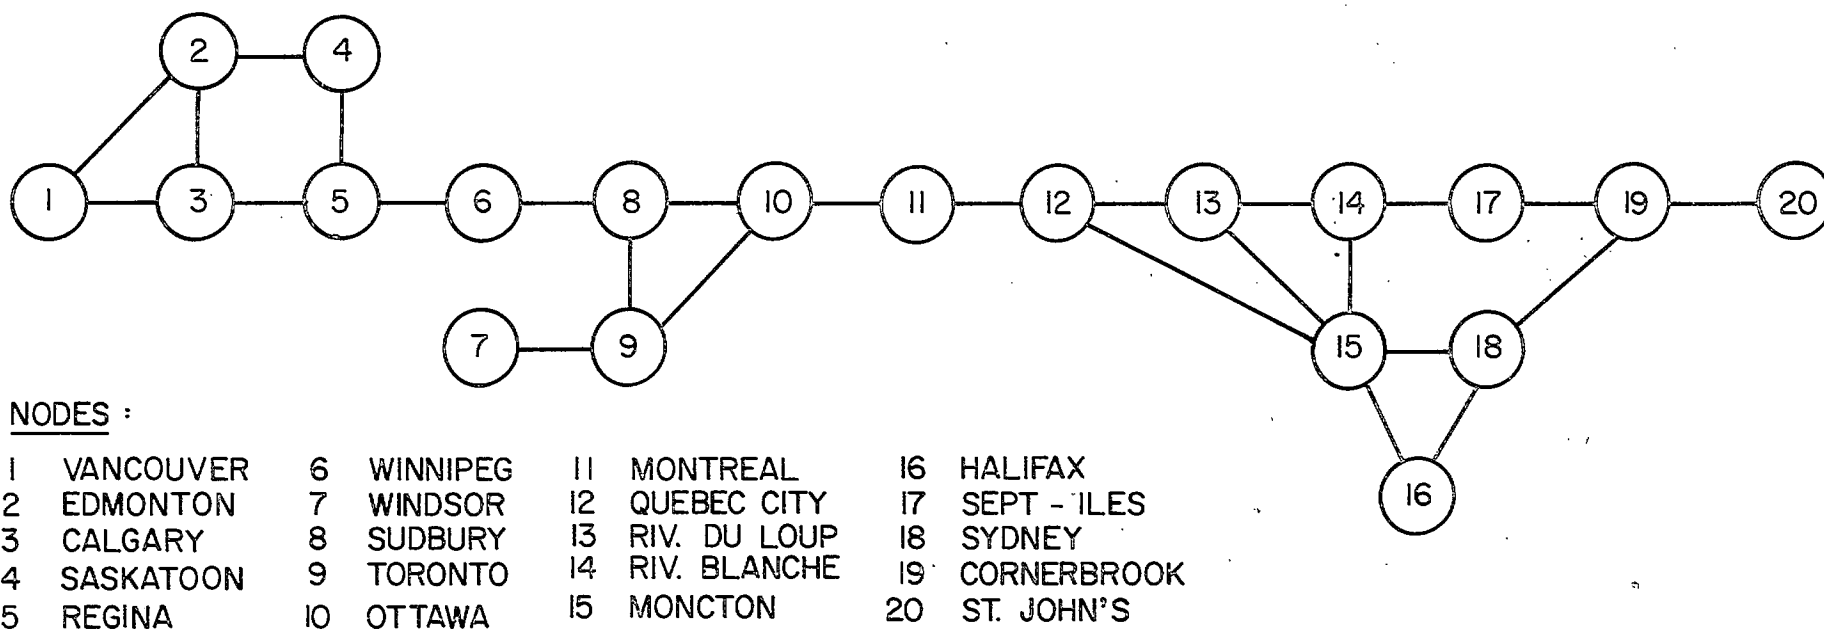 2 4
1 3 5 6 8 10 11 12 13 14 17 19 20
7 9 15 18
16
NODES :
1 VANCOUVER 6 WINNIPEG 11 MONTREAL 16 HALIFAX
2 EDMONTON 7 WINDSOR 12 QUEBEC CITY 17 SEPT - ILES
3 CALGARY 8 SUDBURY 13 RIV. DU LOUP 18 SYDNEY
4 SASKATOON 9 TORONTO 14 RIV. BLANCHE 19 CORNERBROOK
5 REGINA 10 OTTAWA 15 MONCTON 20 ST. JOHN'S